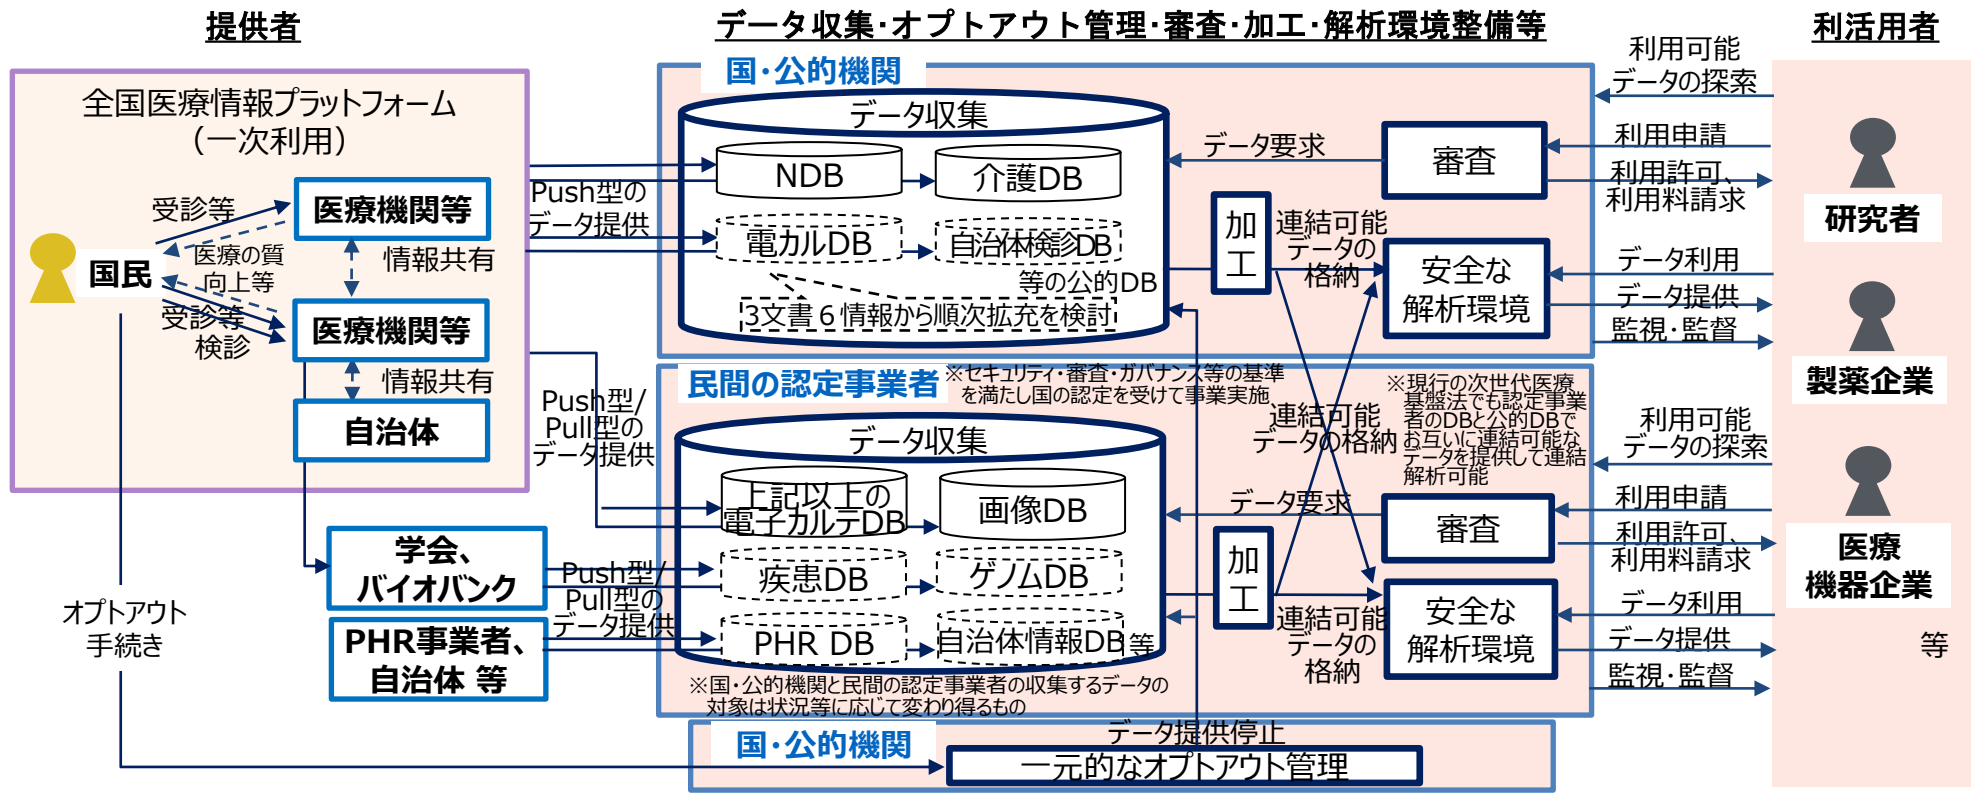 提供者
データ収集・オプトアウト管理・審査・加工・解析環境整備等
利活用者
全国医療情報プラットフォーム
（一次利用）
国民
受診等
医療の質
向上等
受診等
検診
医療機関等
情報共有
医療機関等
情報共有
自治体
学会、
バイオバンク
PHR事業者、
自治体 等
オプトアウト
手続き
Push型の
データ提供
Push型/
Pull型の
データ提供
Push型/
Pull型の
データ提供
国・公的機関
データ収集
NDB
介護DB
電カルDB
自治体検診DB
等の公的DB
3文書６情報から順次拡充を検討
データ要求
審査
加工
連結可能
データの
格納
安全な
解析環境
民間の認定事業者
※セキュリティ・審査・ガバナンス等の基準
を満たし国の認定を受けて事業実施
連結可能
データの格納
※現行の次世代医療
基盤法でも認定事業
者のDBと公的DBで
お互いに連結可能な
データを提供して連結
解析可能
データ収集
上記以上の
電子カルテDB
画像DB
疾患DB
ゲノムDB
PHR DB
自治体情報DB
等
データ要求
審査
加工
連結可能
データの
格納
安全な
解析環境
※国・公的機関と民間の認定事業者の収集するデータの
対象は状況等に応じて変わり得るもの
国・公的機関
データ提供停止
一元的なオプトアウト管理
利用可能
データの探索
利用申請
利用許可、
利用料請求
データ利用
データ提供
監視・監督
利用可能
データの探索
利用申請
利用許可、
利用料請求
データ利用
データ提供
監視・監督
研究者
製薬企業
医療
機器企業
等